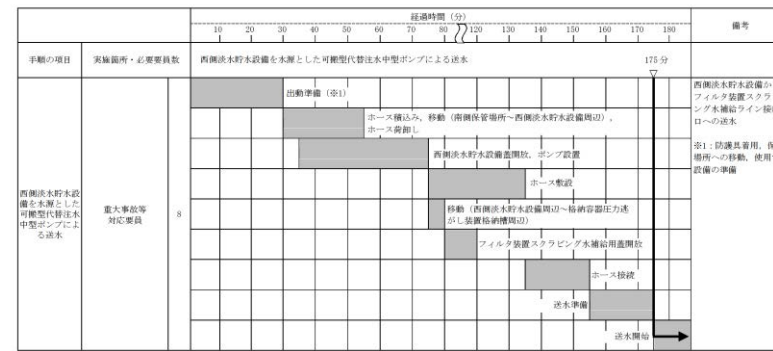 経過時間（分）
備考
10 20 30 40 50 60 70 80 120 130 140 150 160 170 180
手順の項目
実施箇所・必要要員数
西側淡水貯水設備を水源とした可搬型代替注水中型ポンプによる送水
175分
西側淡水貯水設
備を水源とした
可搬型代替注水
中型ポンプによ
る送水
重大事故等
対応要員
8
出動準備（※1）
ホース積込み，移動（南側保管場所～西側淡水貯水設備周辺），
ホース荷卸し
西側淡水貯水設備蓋開放，ポンプ設置
ホース敷設
移動（西側淡水貯水設備周辺～格納容器圧力逃
がし装置格納槽周辺）
フィルタ装置スクラビング水補給用蓋開放
ホース接続
送水準備
送水開始
西側淡水貯水設備か
フィルタ装置スクラ
ング水補給ライン接
ロへの送水
※1：防護具着用，保
場所への移動，使用
設備の準備